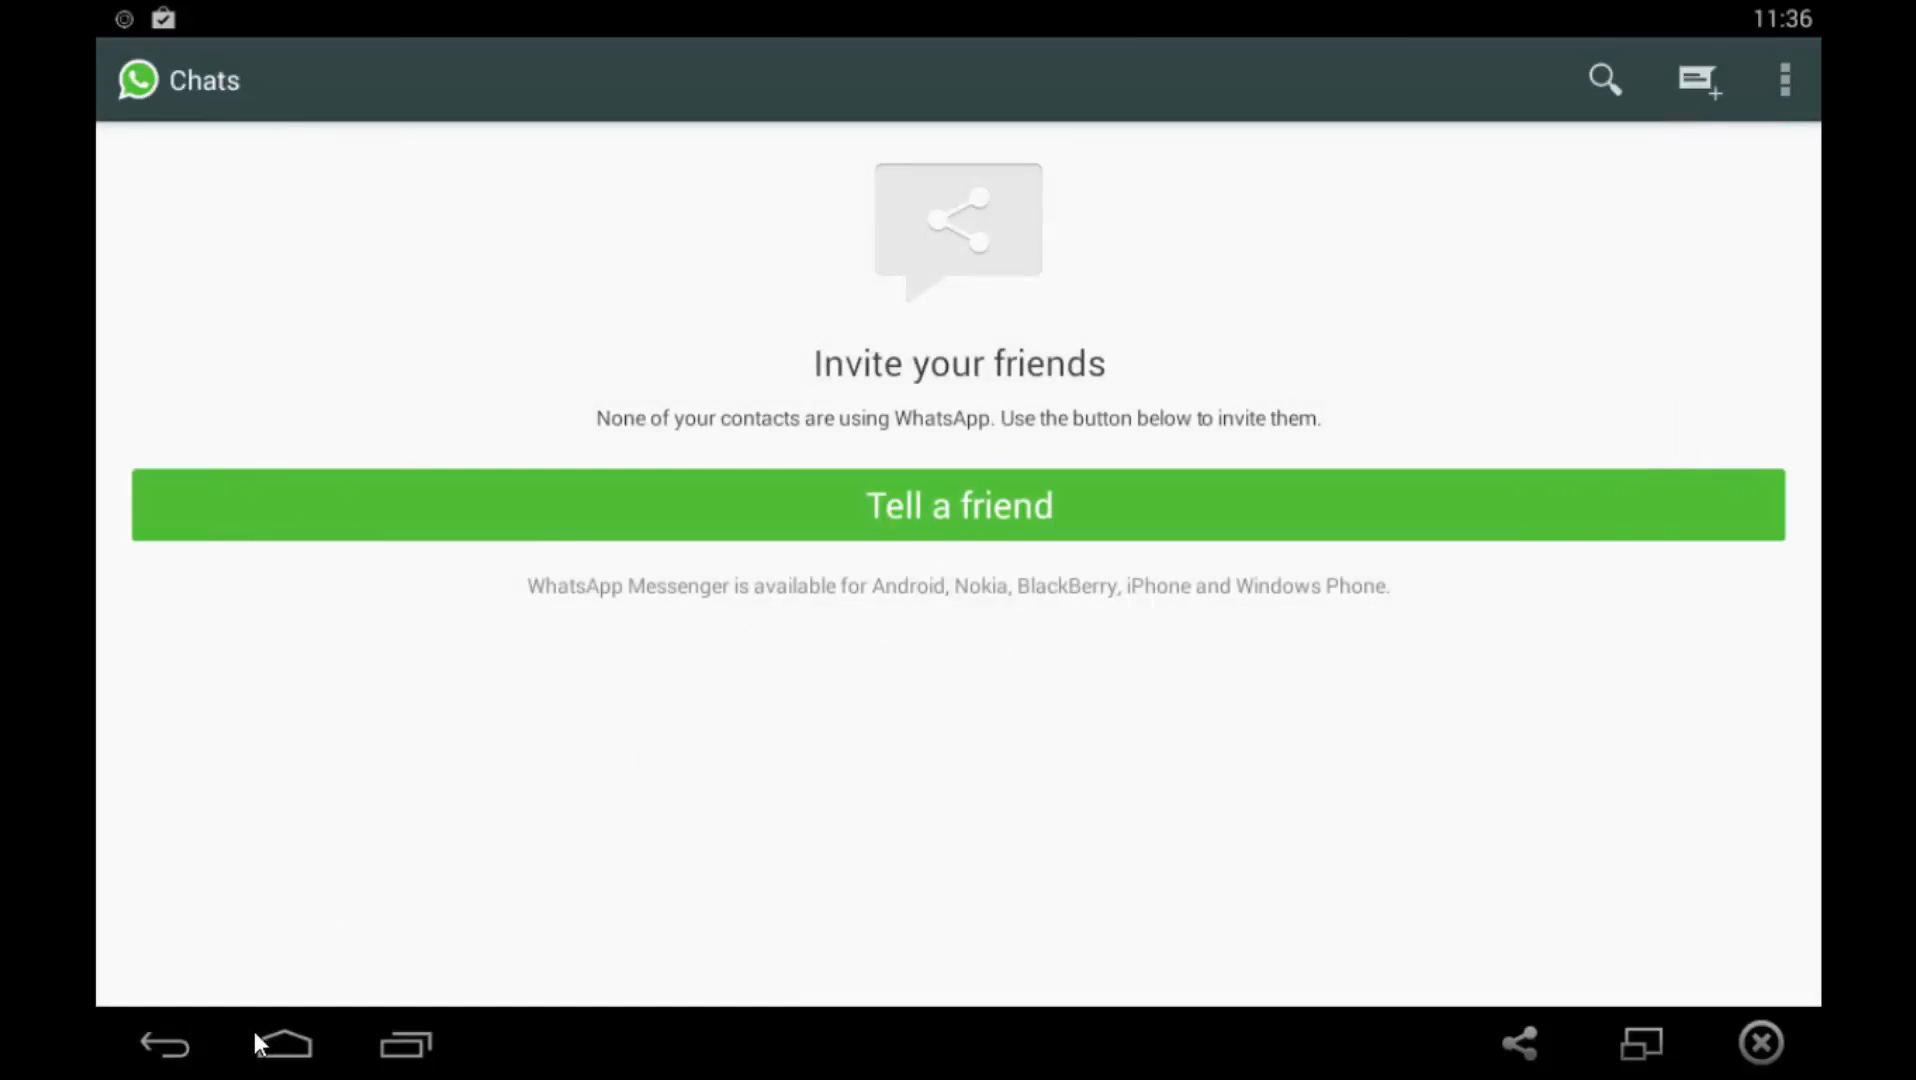 11:36
Chats
Invite your friends
None of your contacts are using WhatsApp. Use the button below to invite them.
Tell a friend
WhatsApp Messenger is available for Android, Nokia, BlackBerry, iPhone and Windows Phone.